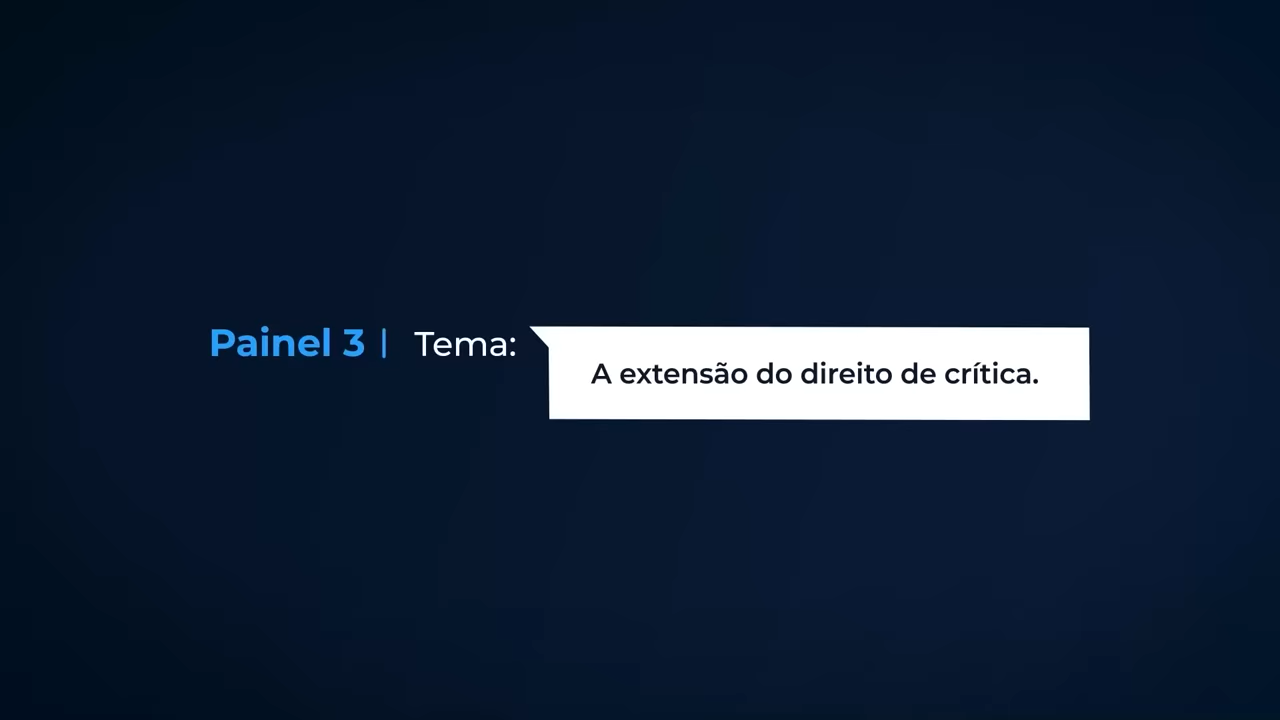 Painel 3 | Tema:
A extensão do direito de crítica.